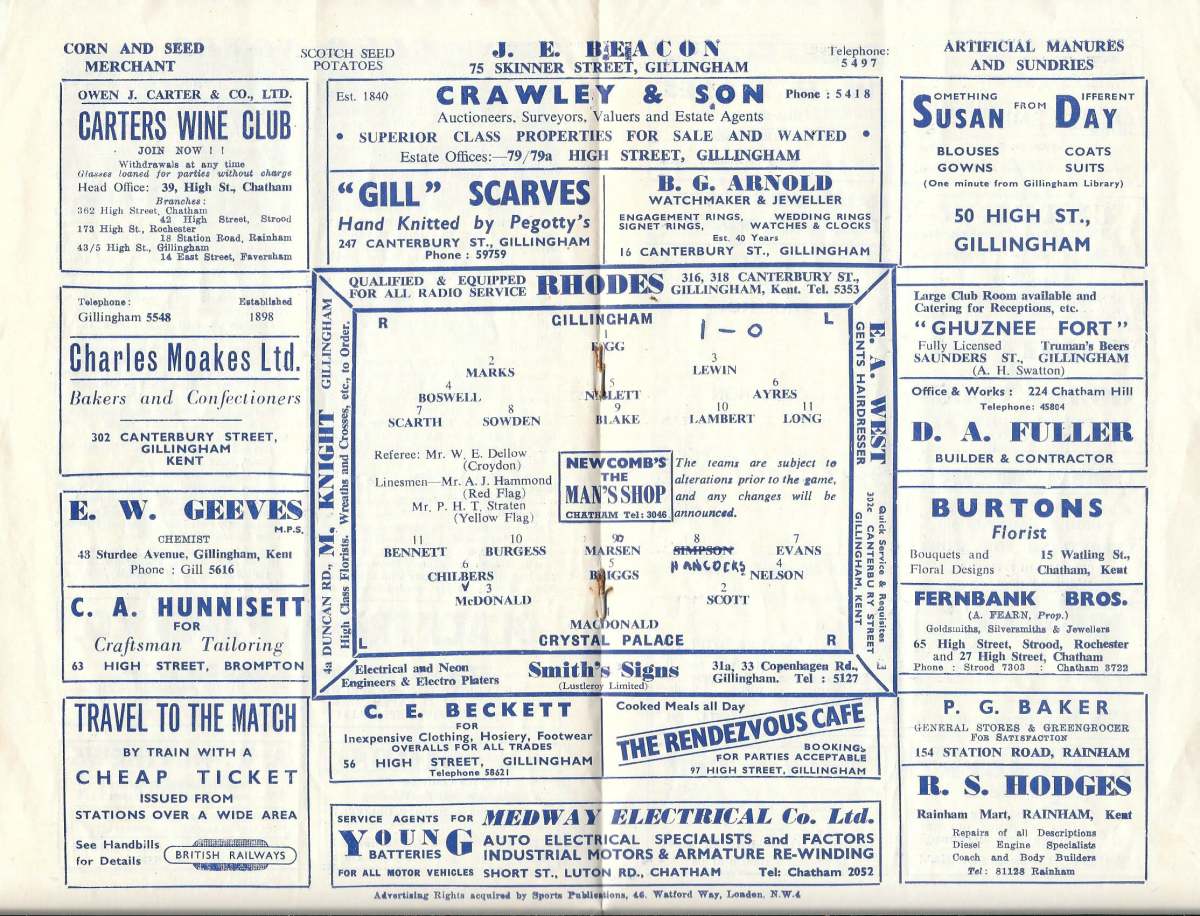 CORN AND SEED
MERCHANT
SCOTCH SEED
POTATOES
J. E. BEACON
75 SKINNER STREET, GILLINGHAM
Telephone:
5497
ARTIFICIAL MANURES
AND SUNDRIES
OWEN J. CARTER & CO., LTD.
CARTERS WINE CLUB
JOIN NOW ! !
Withdrawals at any time
Glasses loaned for parties without charge
Head Office: 39, High St., Chatham
Branches:
362 High Street, Chatham
42 High Street, Strood
173 High St., Rochester
18 Station Road, Rainham
43/5 High St., Gillingham
14 East Street, Faversham
Est. 1840
CRAWLEY & SON
Phone : 5418
Auctioneers, Surveyors, Valuers and Estate Agents
• SUPERIOR CLASS PROPERTIES FOR SALE AND WANTED •
Estate Offices:—79/79a HIGH STREET, GILLINGHAM
"GILL" SCARVES
Hand Knitted by Pegotty's
247 CANTERBURY ST., GILLINGHAM
Phone : 59759
B. G. ARNOLD
WATCHMAKER & JEWELLER
ENGAGEMENT RINGS, WEDDING RINGS
SIGNET RINGS, WATCHES & CLOCKS
Est. 40 Years
16 CANTERBURY ST., GILLINGHAM
SOMETHING DIFFERENT
SUSAN FROM DAY
BLOUSES COATS
GOWNS SUITS
(One minute from Gillingham Library)
50 HIGH ST.,
GILLINGHAM
Telephone: Established
Gillingham 5548 1898
Charles Moakes Ltd.
Bakers and Confectioners
302 CANTERBURY STREET,
GILLINGHAM
KENT
E. W. GEEVES
M.P.S.
CHEMIST
43 Sturdee Avenue, Gillingham, Kent
Phone : Gill 5616
C. A. HUNNISETT
FOR
Craftsman Tailoring
63 HIGH STREET, BROMPTON
TRAVEL TO THE MATCH
BY TRAIN WITH A
CHEAP TICKET
ISSUED FROM
STATIONS OVER A WIDE AREA
See Handbills
for Details
BRITISH RAILWAYS
QUALIFIED & EQUIPPED
FOR ALL RADIO SERVICE
RHODES
316, 318 CANTERBURY ST.,
GILLINGHAM, Kent. Tel. 5353
4a DUNCAN RD., M. KNIGHT GILLINGHAM
High Class Florists. Wreaths and Crosses, etc., to Order.
R GILLINGHAM L
1-0
1
2 3
MARKS LEWIN
4 5 6
BOSWELL NIBLETT AYRES
7 8 9 10 11
SCARTH SOWDEN BLAKE LAMBERT LONG
Referee: Mr. W. E. Dellow
(Croydon)
Linesmen—Mr. A. J. Hammond
(Red Flag)
Mr. P. H. T. Straten
(Yellow Flag)
NEWCOMB'S
THE
MAN'S SHOP
CHATHAM Tel: 3046
The teams are subject to
alterations prior to the game,
and any changes will be
announced.
11 10 9 8 7
BENNETT BURGESS MARSEN SIMPSON EVANS
HANCOCKS
6 5 4
CHILBERS BRIGGS NELSON
3 2
McDONALD SCOTT
MACDONALD
L CRYSTAL PALACE R
E. A. WEST
GENTS HAIRDRESSER
Quick Service & Requisites
302c CANTERBURY STREET
GILLINGHAM, KENT
Electrical and Neon
Engineers & Electro Platers
Smith's Signs
(Lustleroy Limited)
31a, 33 Copenhagen Rd.,
Gillingham. Tel : 5127
Large Club Room available and
Catering for Receptions, etc.
"GHUZNEE FORT"
Fully Licensed Truman's Beers
SAUNDERS ST., GILLINGHAM
(A. H. Swatton)
Office & Works : 224 Chatham Hill
Telephone: 45804
D. A. FULLER
BUILDER & CONTRACTOR
BURTONS
Florist
Bouquets and 15 Watling St.,
Floral Designs Chatham, Kent
FERNBANK BROS.
(A. FEARN, Prop.)
Goldsmiths, Silversmiths & Jewellers
65 High Street, Strood, Rochester
and 27 High Street, Chatham
Phone : Strood 7303 : Chatham 3722
P. G. BAKER
GENERAL STORES & GREENGROCER
FOR SATISFACTION
154 STATION ROAD, RAINHAM
R. S. HODGES
Rainham Mart, RAINHAM, Kent
Repairs of all Descriptions
Diesel Engine Specialists
Coach and Body Builders
Tel: 81128 Rainham
C. E. BECKETT
FOR
Inexpensive Clothing, Hosiery, Footwear
OVERALLS FOR ALL TRADES
56 HIGH STREET, GILLINGHAM
Telephone 58621
Cooked Meals all Day
THE RENDEZVOUS CAFE
BOOKINGS
FOR PARTIES ACCEPTABLE
97 HIGH STREET, GILLINGHAM
SERVICE AGENTS FOR
YOUNG
BATTERIES
FOR ALL MOTOR VEHICLES
MEDWAY ELECTRICAL Co. Ltd.
AUTO ELECTRICAL SPECIALISTS and FACTORS
INDUSTRIAL MOTORS & ARMATURE RE-WINDING
SHORT ST., LUTON RD., CHATHAM Tel: Chatham 2052
Advertising Rights acquired by Sports Publications, 46, Watford Way, London, N.W.4